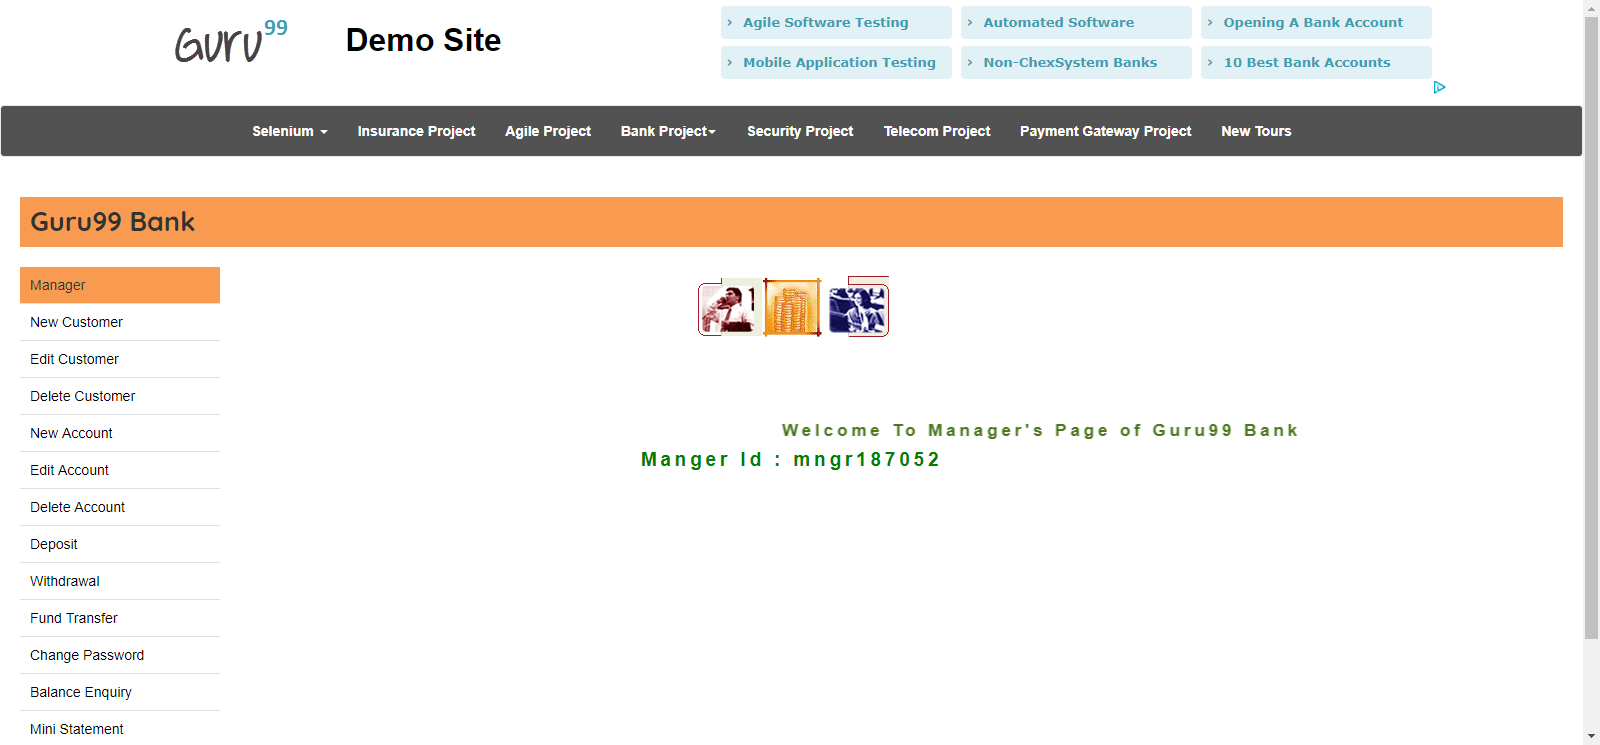 Guru99
Demo Site
› Agile Software Testing
› Automated Software
› Opening A Bank Account
› Mobile Application Testing
› Non-ChexSystem Banks
› 10 Best Bank Accounts
Selenium
Insurance Project
Agile Project
Bank Project
Security Project
Telecom Project
Payment Gateway Project
New Tours
Guru99 Bank
Manager
New Customer
Edit Customer
Delete Customer
New Account
Edit Account
Delete Account
Deposit
Withdrawal
Fund Transfer
Change Password
Balance Enquiry
Mini Statement
Welcome To Manager's Page of Guru99 Bank
Manger Id : mngr187052